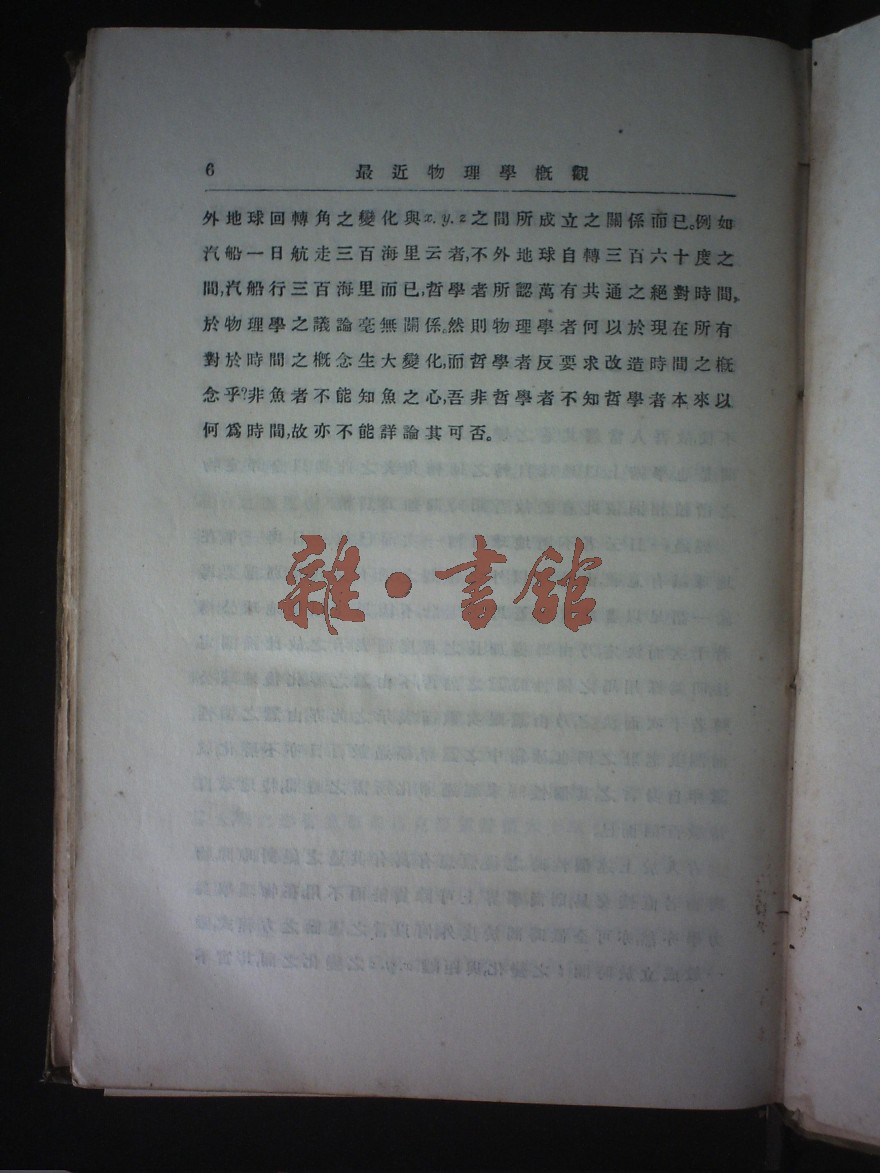 6
最近物理學概觀
外地球回轉角之變化與x. y. z之間所成立之關係而已。例如
汽船一日航走三百海里云者,不外地球自轉三百六十度之
間,汽船行三百海里而已,哲學者所認萬有共通之絕對時間,
於物理學之議論毫無關係。然則物理學者何以於現在所有
對於時間之概念生大變化,而哲學者反要求改造時間之概
念乎?非魚者不能知魚之心,吾非哲學者不知哲學者本來以
何爲時間,故亦不能詳論其可否。
雜·書館